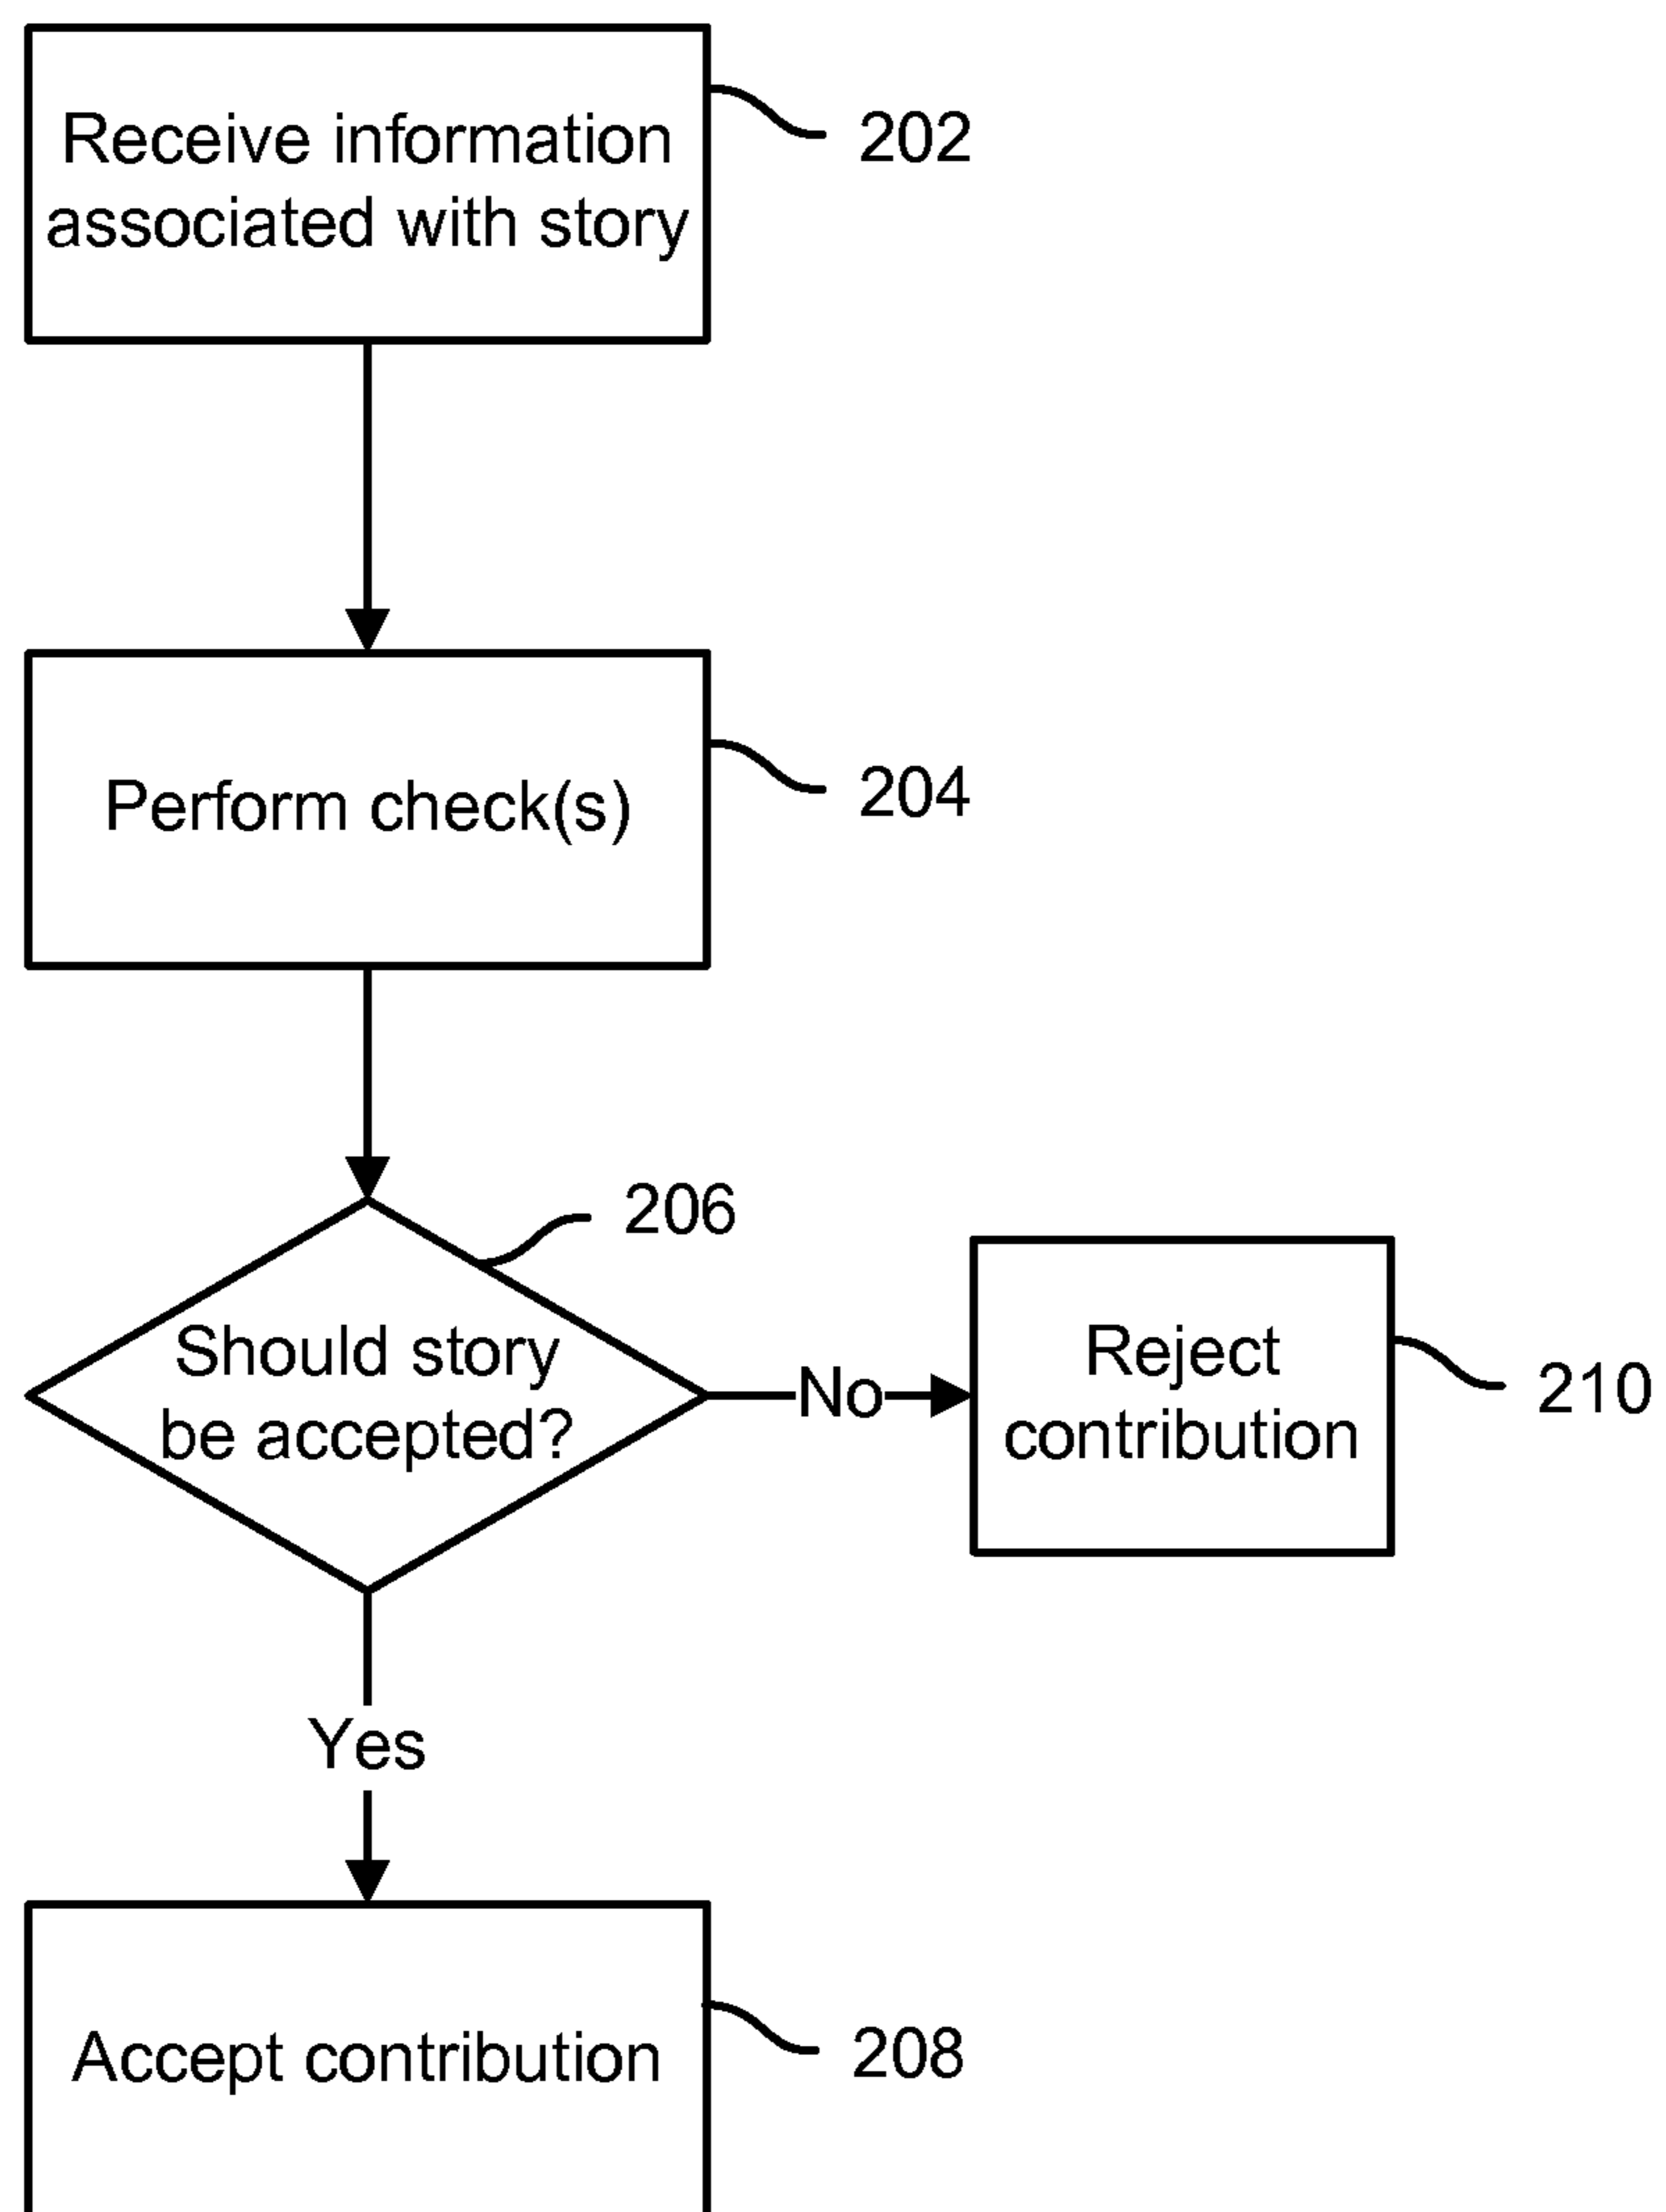 Receive information
associated with story
202
Perform check(s)
204
206
Should story
be accepted?
No
Reject
contribution
210
Yes
Accept contribution
208